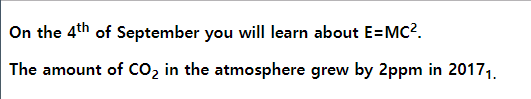 On the 4ᵗʰ of September you will learn about E=MC².
The amount of CO₂ in the atmosphere grew by 2ppm in 2017₁.